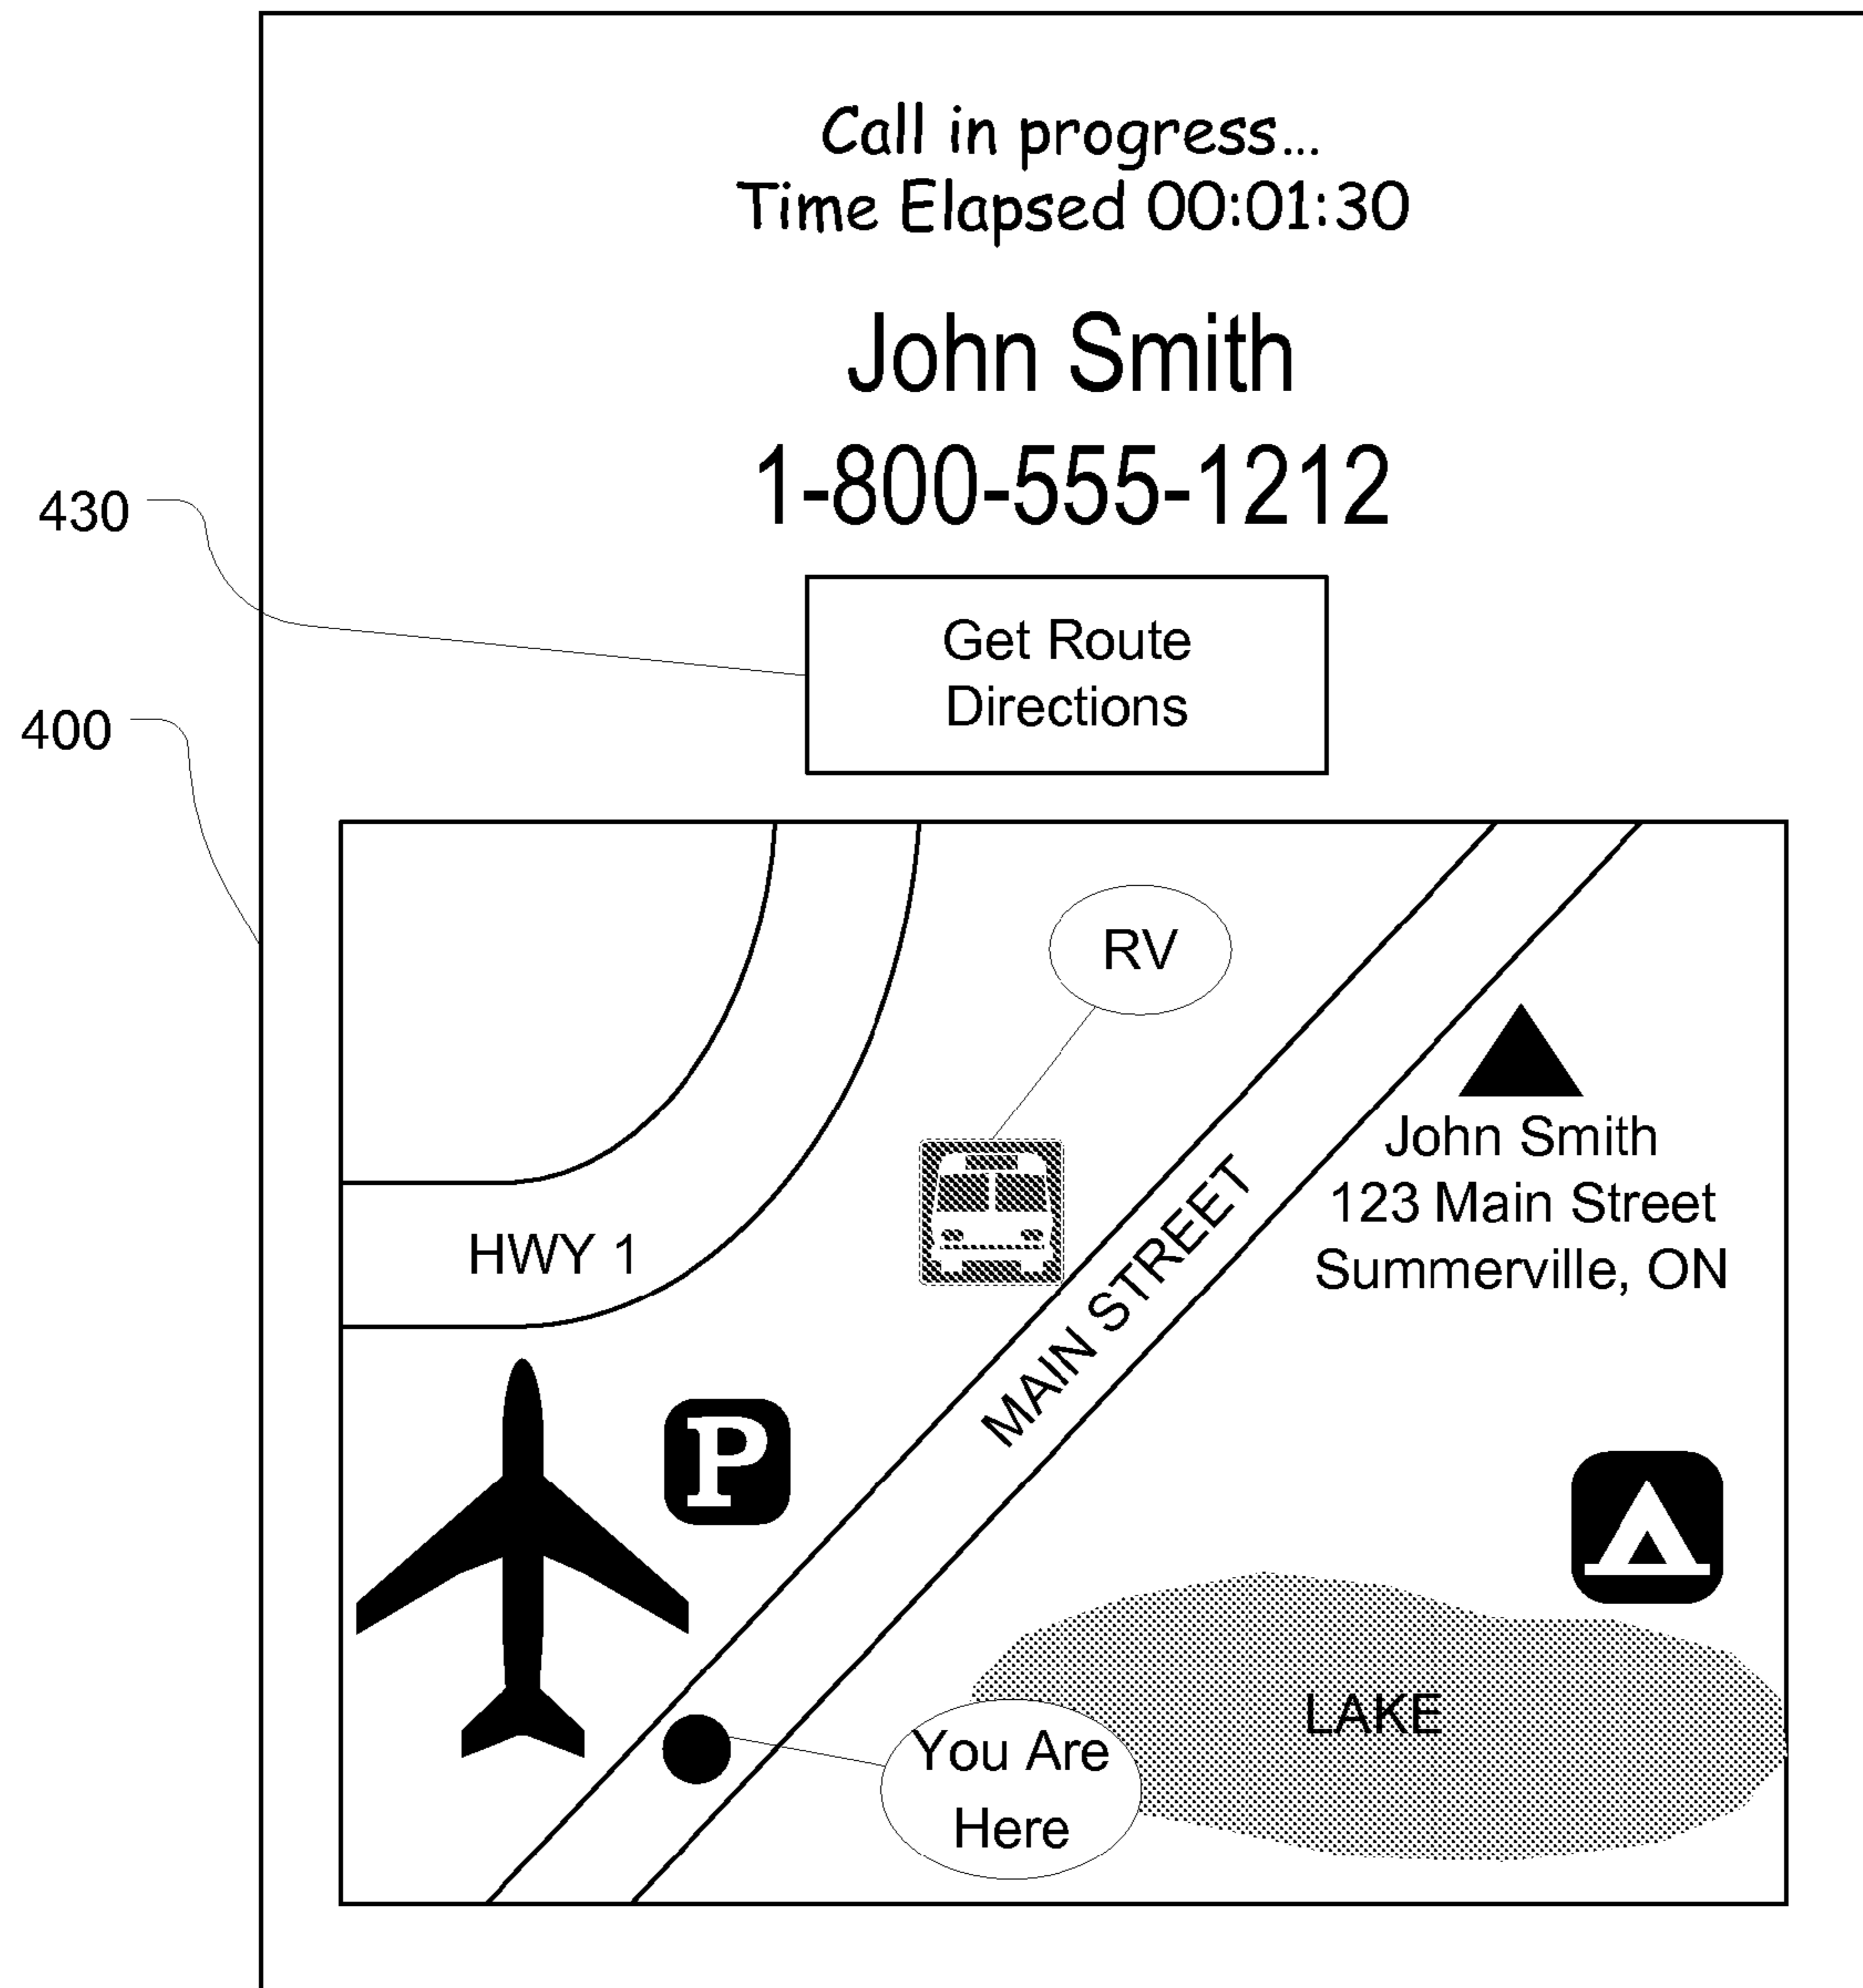 Call in progress...
Time Elapsed 00:01:30
John Smith
1-800-555-1212
430
Get Route
Directions
400
RV
John Smith
123 Main Street
Summerville, ON
HWY 1
MAIN STREET
P
LAKE
You Are
Here